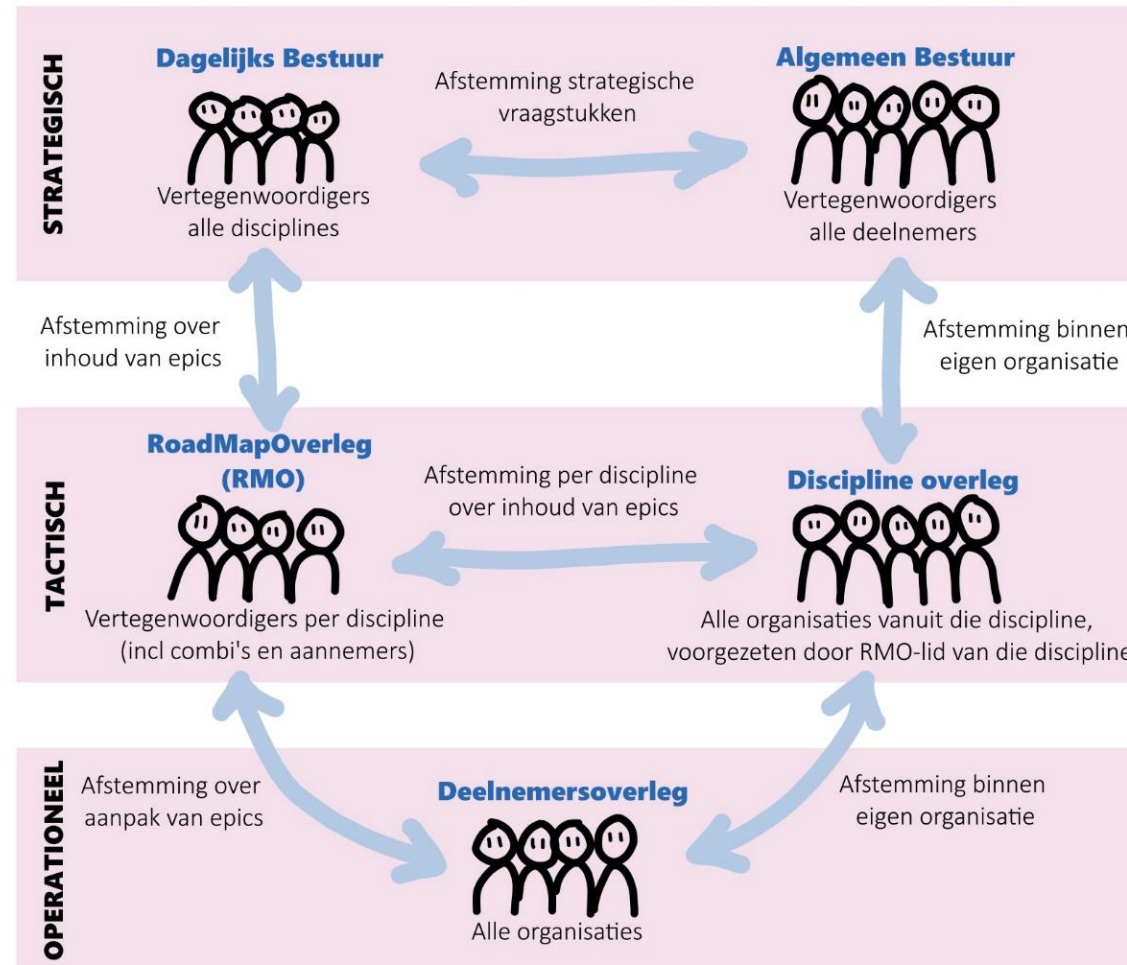 STRATEGISCH
Dagelijks Bestuur
Vertegenwoordigers
alle disciplines
Afstemming strategische
vraagstukken
Algemeen Bestuur
Vertegenwoordigers
alle deelnemers
Afstemming over
inhoud van epics
Afstemming binnen
eigen organisatie
TACTISCH
RoadMapOverleg
(RMO)
Vertegenwoordigers per discipline
(incl combi's en aannemers)
Afstemming per discipline
over inhoud van epics
Discipline overleg
Alle organisaties vanuit die discipline,
voorgezeten door RMO-lid van die discipline
OPERATIONEEL
Afstemming over
aanpak van epics
Deelnemersoverleg
Alle organisaties
Afstemming binnen
eigen organisatie